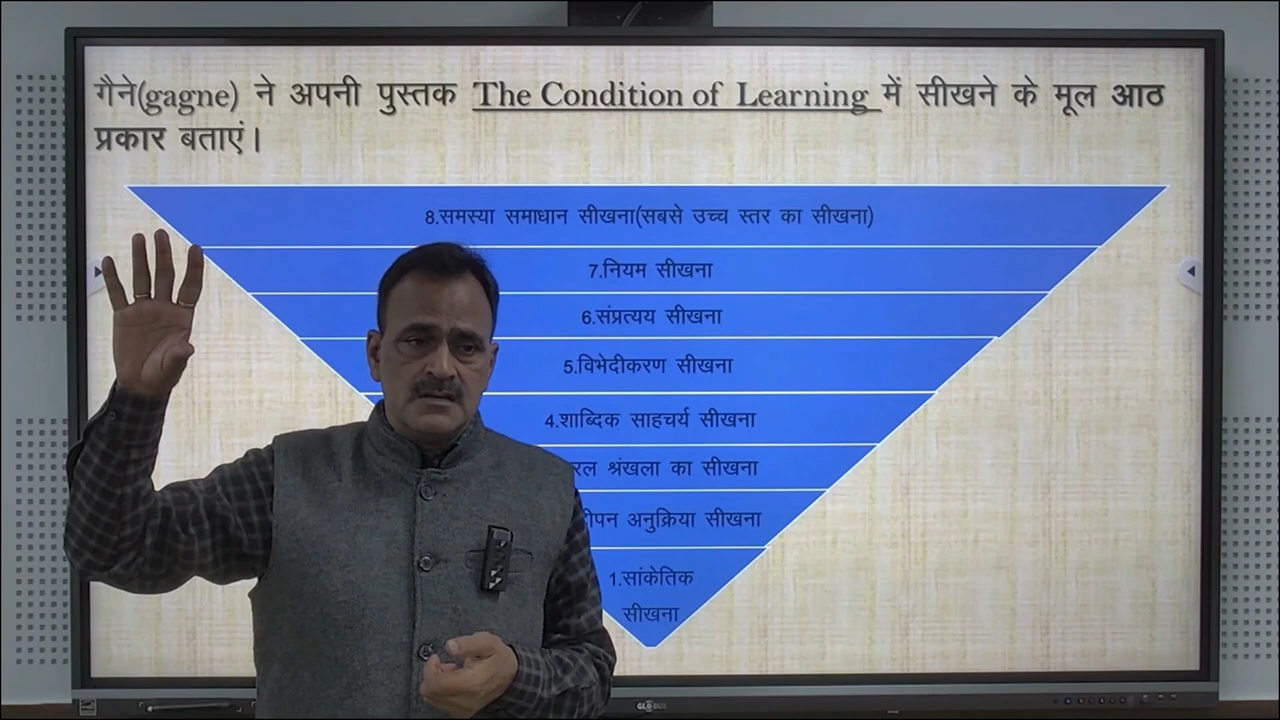 गैने(gagne) ने अपनी पुस्तक The Condition of Learning में सीखने के मूल आठ
प्रकार बताएं।
8.समस्या समाधान सीखना(सबसे उच्च स्तर का सीखना)
7.नियम सीखना
6.संप्रत्यय सीखना
5.विभेदीकरण सीखना
4.शाब्दिक साहचर्य सीखना
श्रंखला का सीखना
अनुक्रिया सीखना
1.सांकेतिक
सीखना